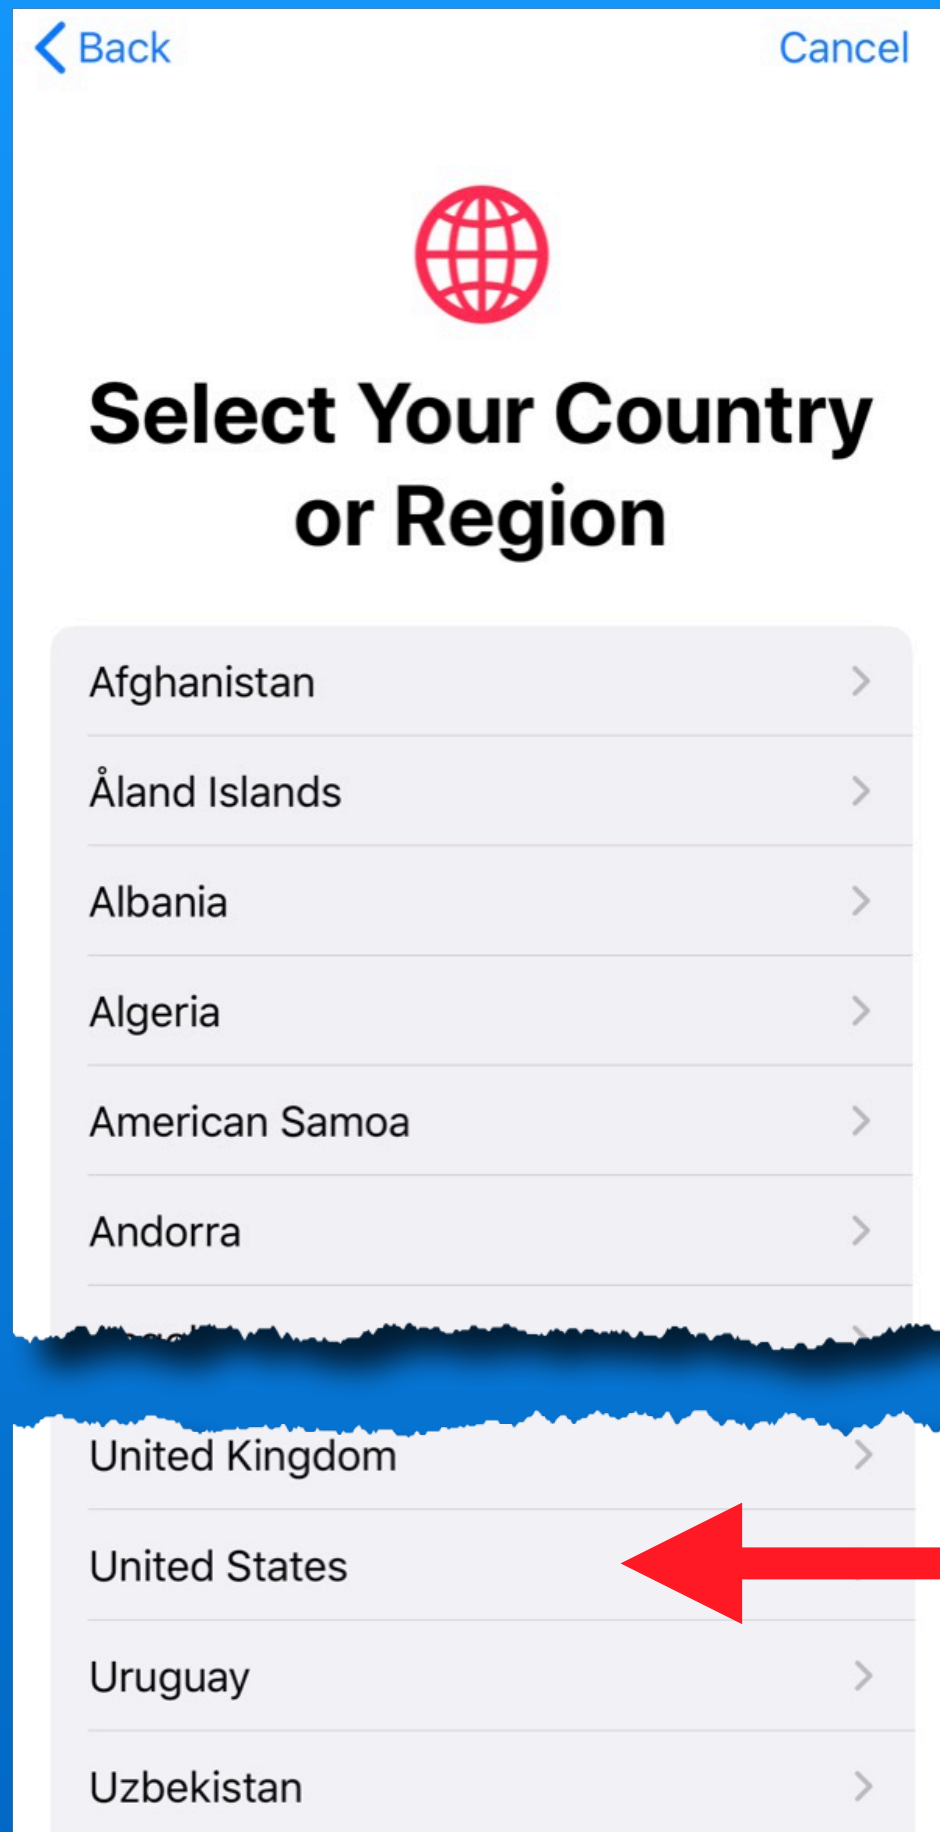 Back
Cancel
Select Your Country
or Region
Afghanistan
Åland Islands
Albania
Algeria
American Samoa
Andorra
United Kingdom
United States
Uruguay
Uzbekistan